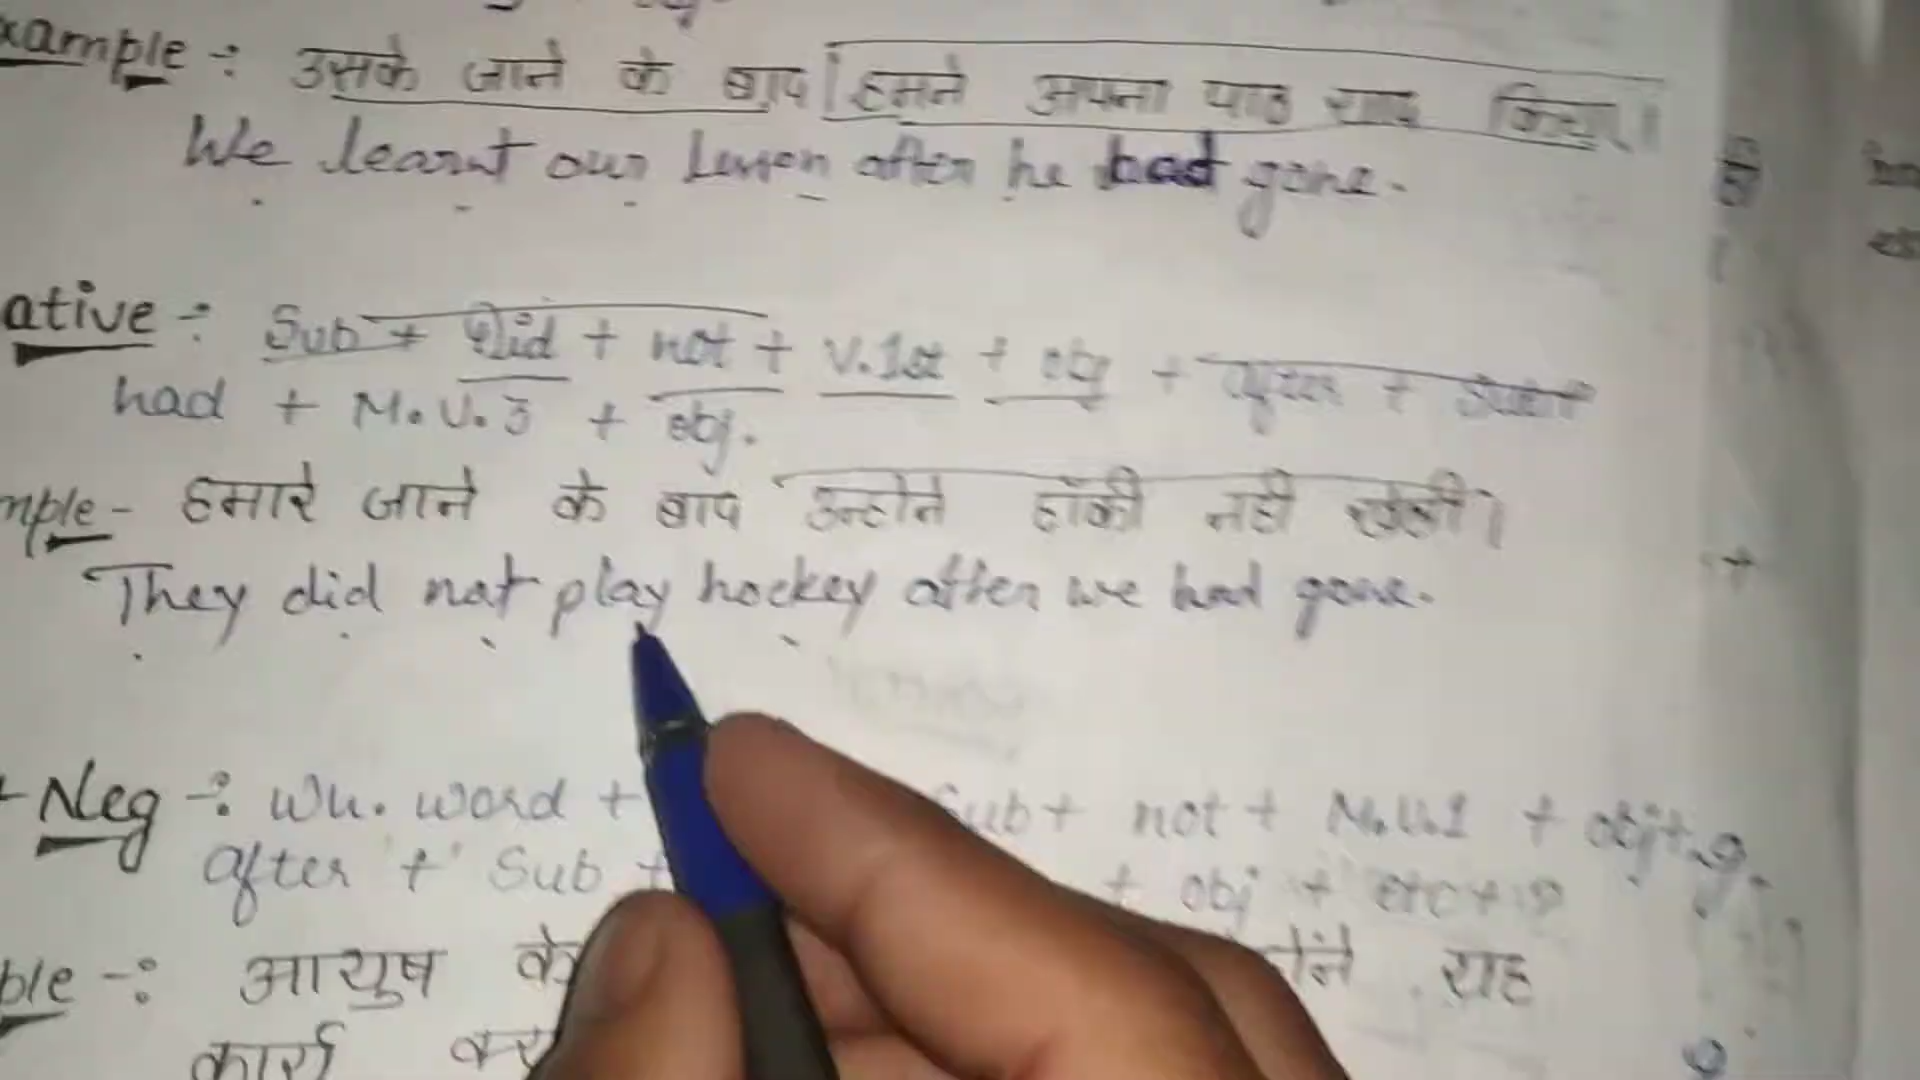 xample -: उसके जाने के बाद हमने अपना पाठ याद किया।
We learnt our lesson after he had gone.
ative -: Sub + Did + not + V.1st + obj + after + Sub +
had + M.V.3 + obj.
mple - हमारे जाने के बाद उन्होने हॉकी नही खेली।
They did not play hockey after we had gone.
+ Neg -: Wh. word + Sub + not + M.V.1 + obj + ?
after + Sub + + obj + etc + ?
ple -: आयुष के यह
कार्य